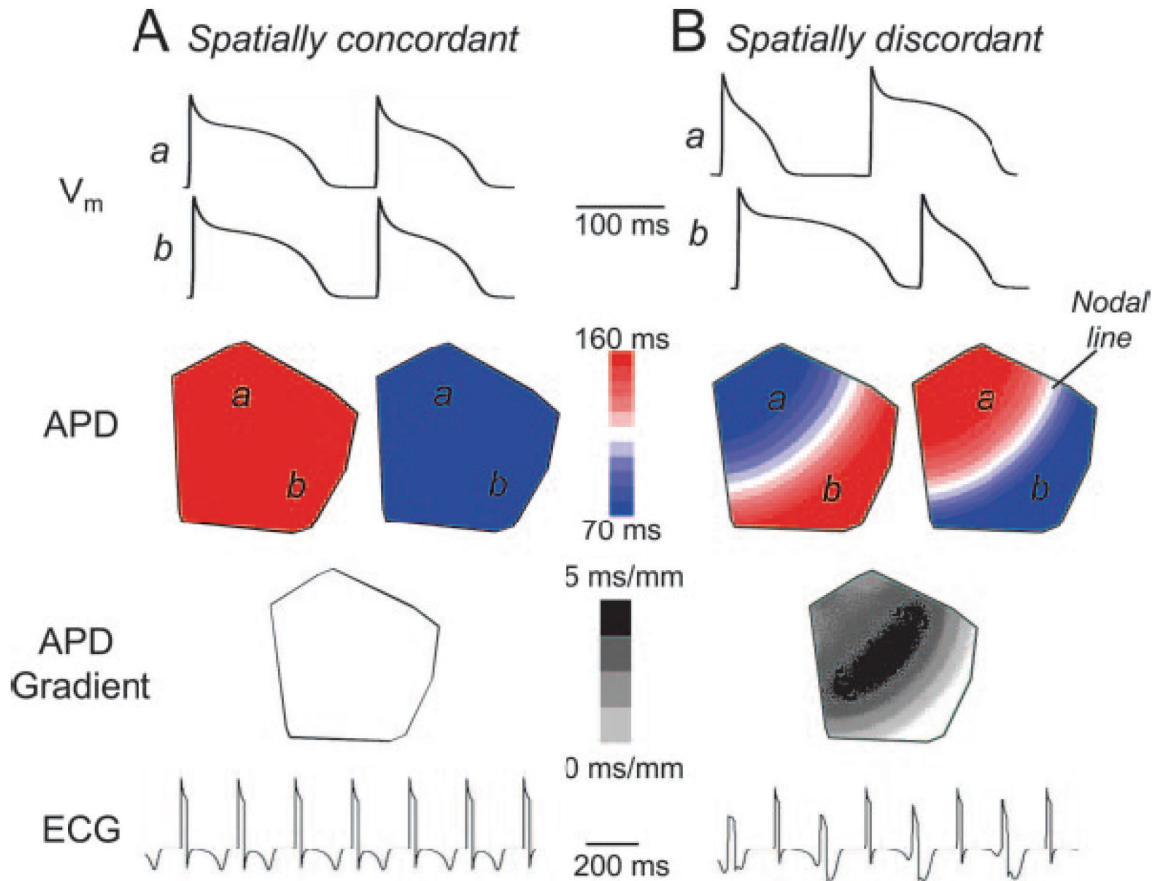 A Spatially concordant
B Spatially discordant
Vm
a
b
100 ms
a
b
Nodal
line
APD
a
b
a
b
160 ms
70 ms
a
b
a
b
APD
Gradient
5 ms/mm
0 ms/mm
ECG
200 ms